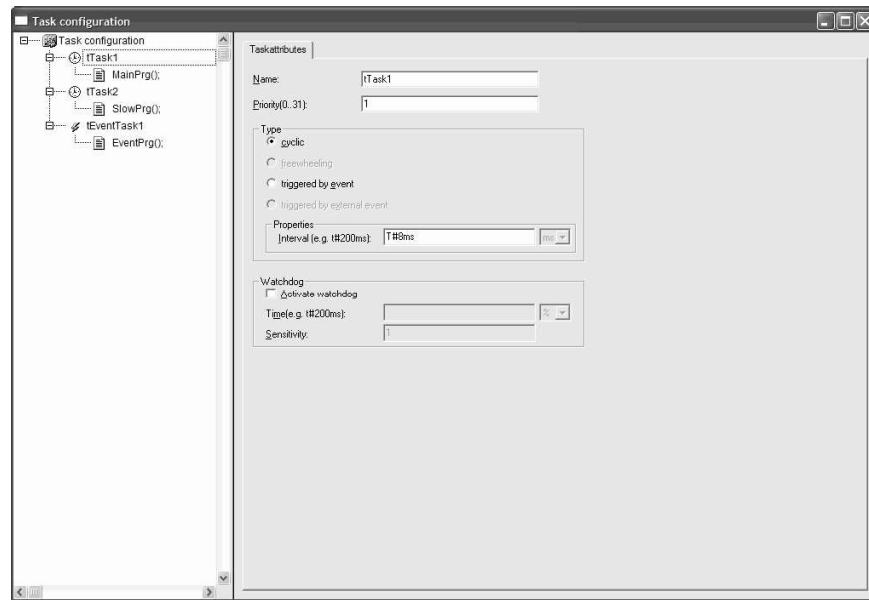 Task configuration
Task configuration
tTask1
MainPrg();
tTask2
SlowPrg();
tEventTask1
EventPrg();
Taskattributes
Name: tTask1
Priority(0..31): 1
Type
cyclic
freewheeling
triggered by event
triggered by external event
Properties
Interval (e.g. t#200ms): T#8ms ms
Watchdog
Activate watchdog
Time(e.g. t#200ms): %
Sensitivity: 1